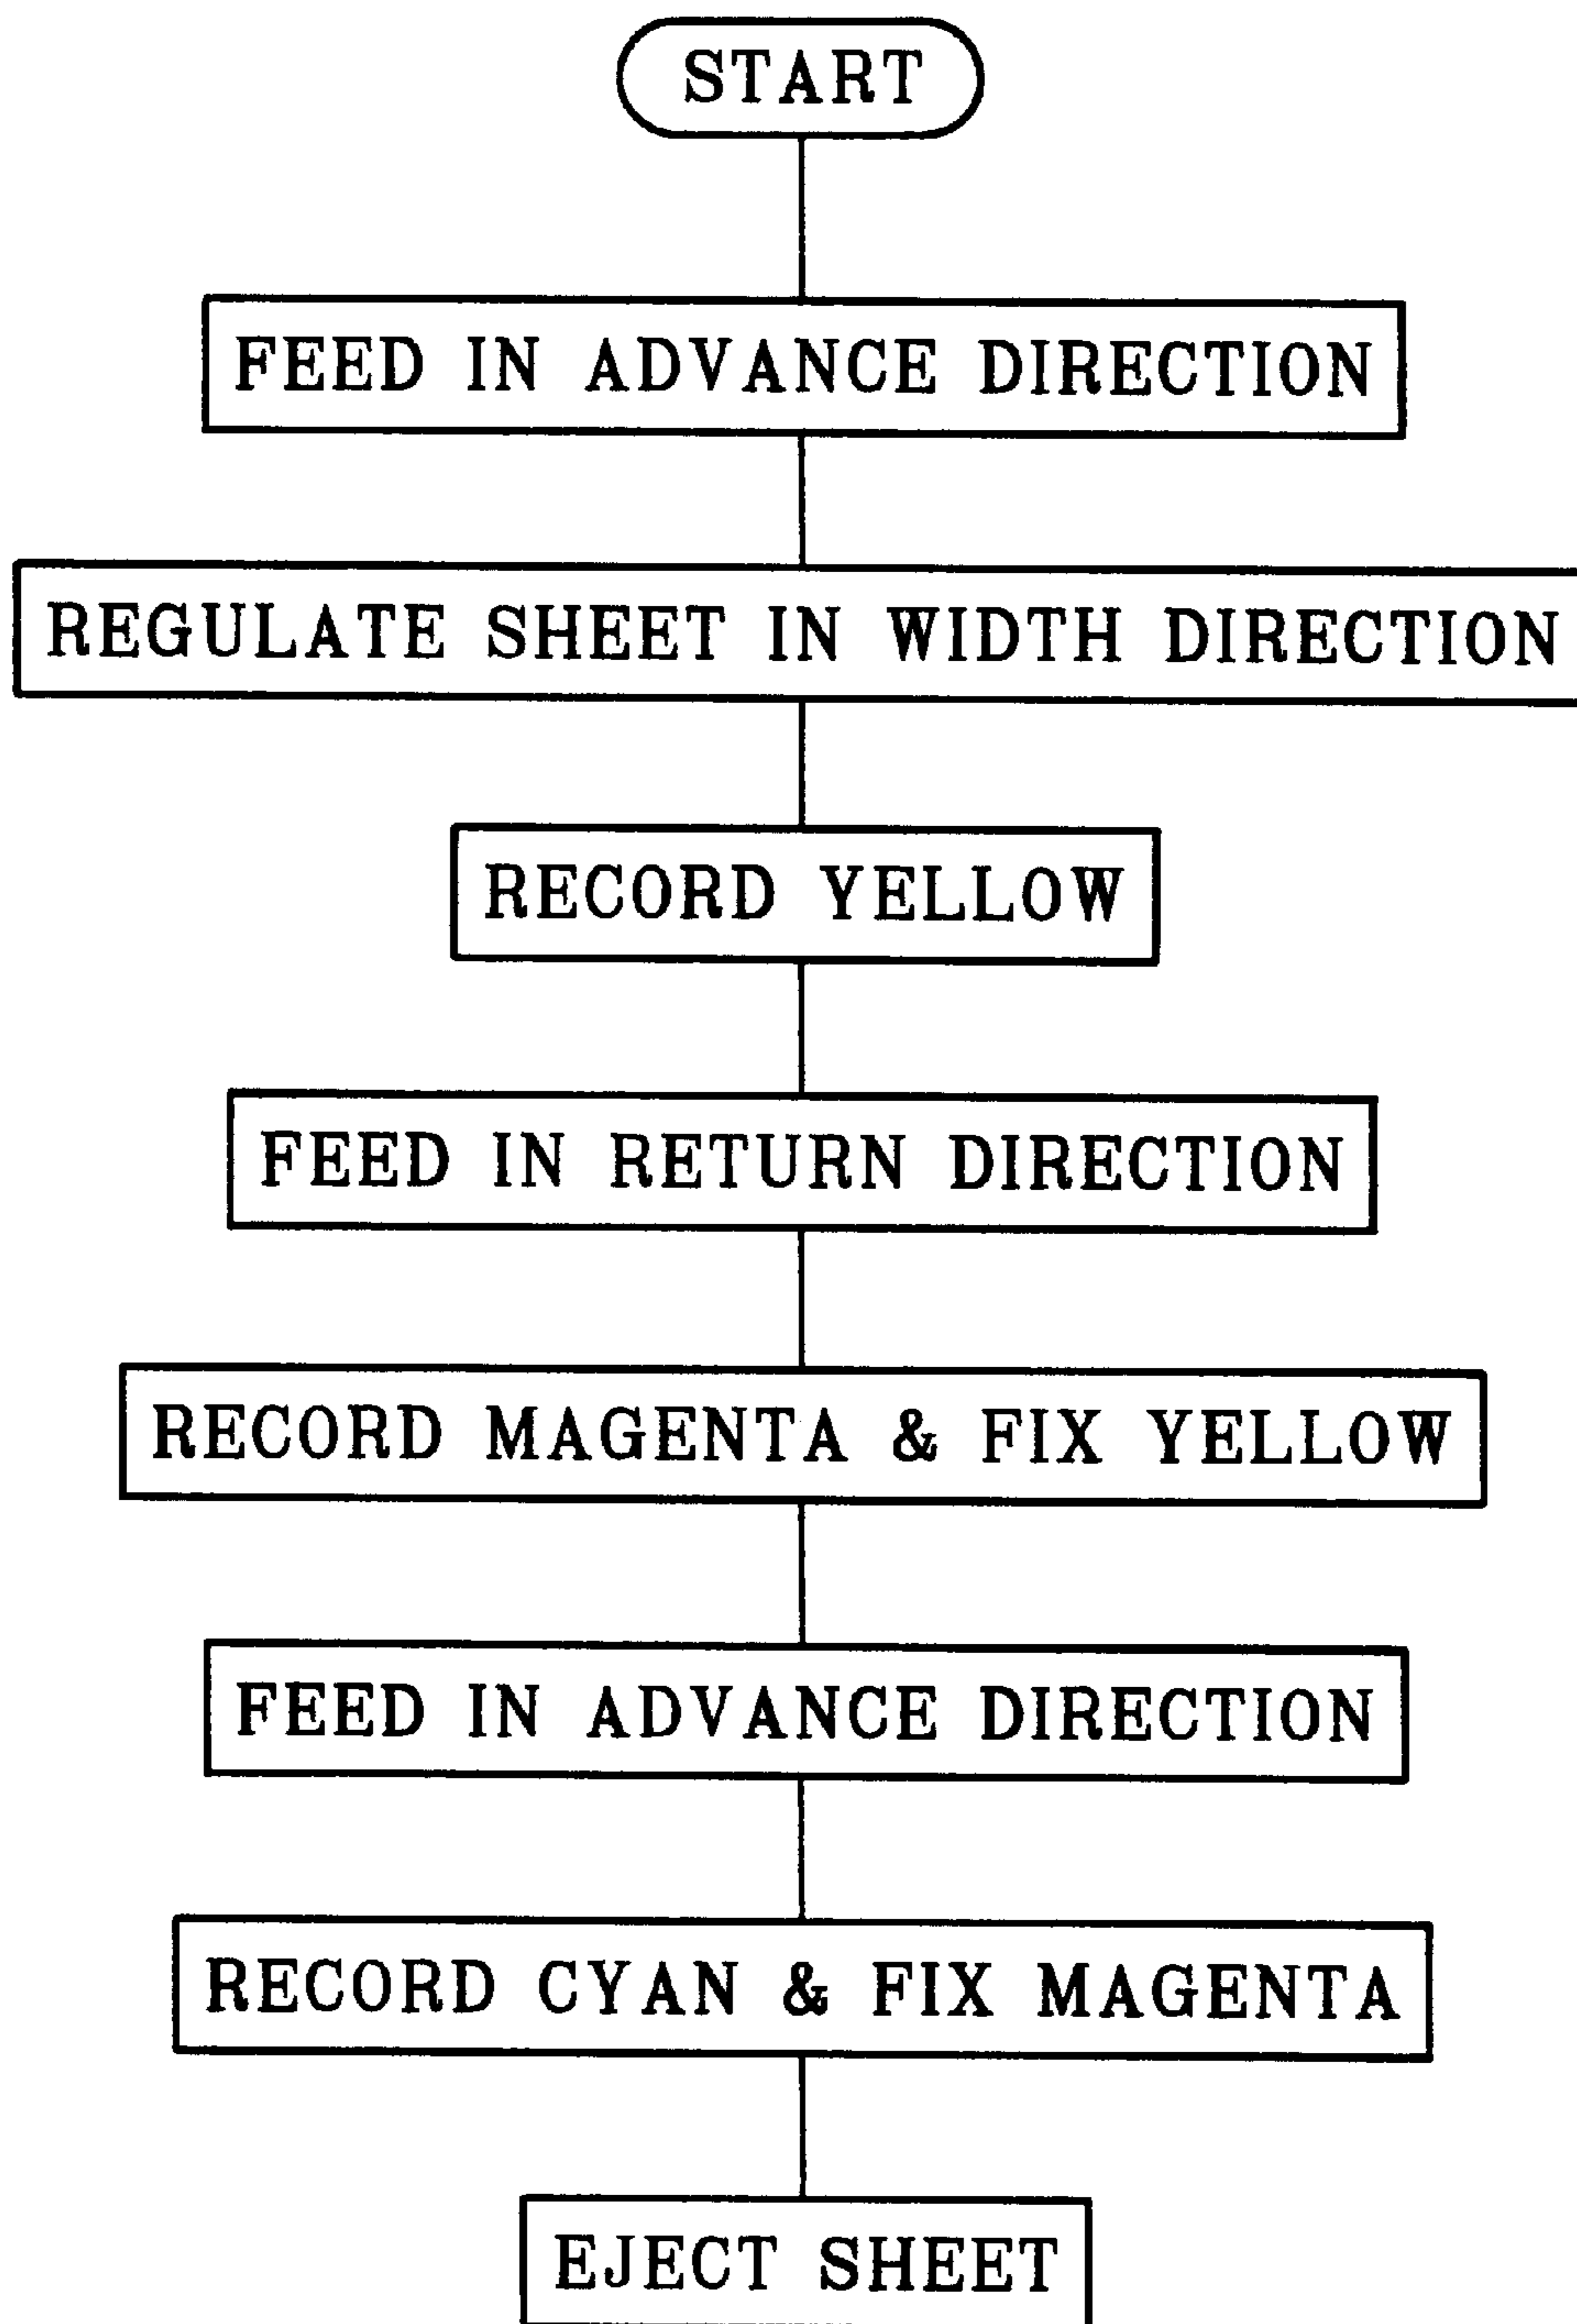 START
FEED IN ADVANCE DIRECTION
REGULATE SHEET IN WIDTH DIRECTION
RECORD YELLOW
FEED IN RETURN DIRECTION
RECORD MAGENTA & FIX YELLOW
FEED IN ADVANCE DIRECTION
RECORD CYAN & FIX MAGENTA
EJECT SHEET